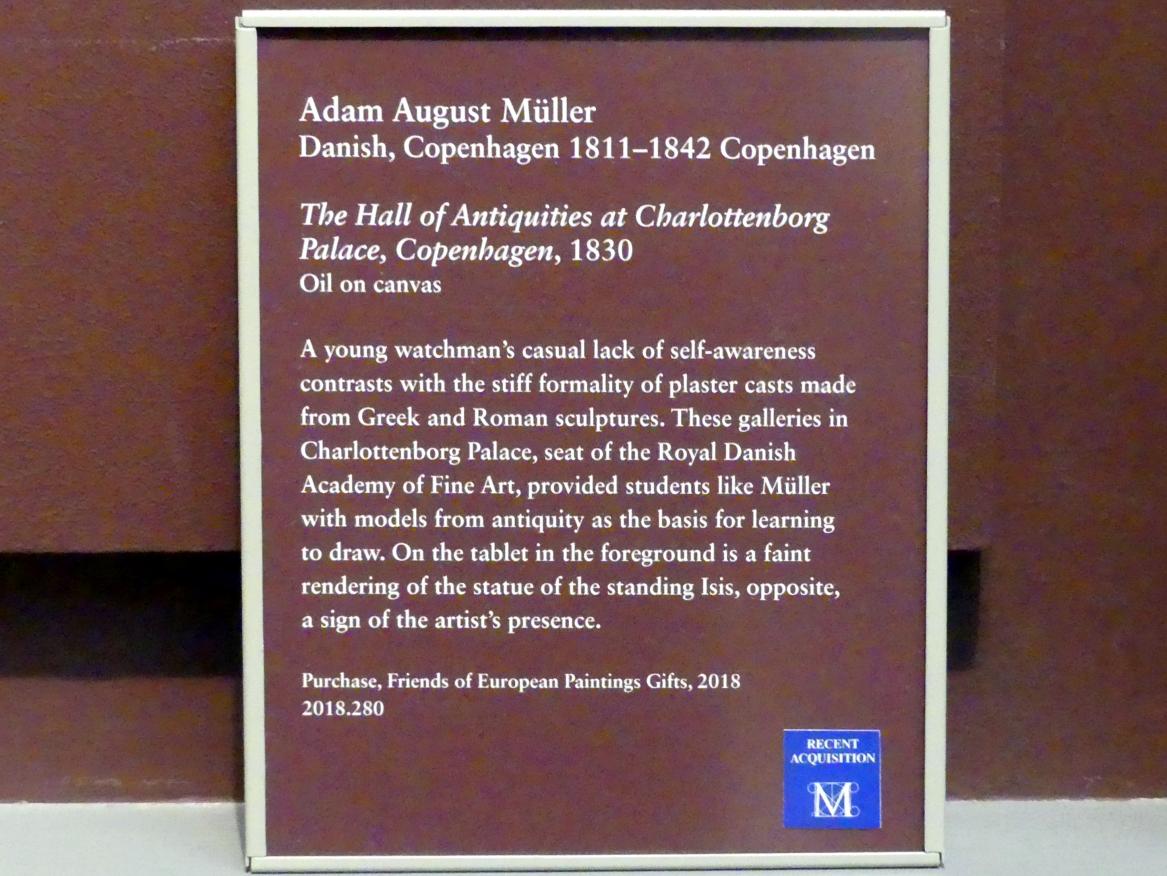 Adam August Müller
Danish, Copenhagen 1811–1842 Copenhagen
The Hall of Antiquities at Charlottenborg
Palace, Copenhagen, 1830
Oil on canvas
A young watchman’s casual lack of self-awareness
contrasts with the stiff formality of plaster casts made
from Greek and Roman sculptures. These galleries in
Charlottenborg Palace, seat of the Royal Danish
Academy of Fine Art, provided students like Müller
with models from antiquity as the basis for learning
to draw. On the tablet in the foreground is a faint
rendering of the statue of the standing Isis, opposite,
a sign of the artist’s presence.
Purchase, Friends of European Paintings Gifts, 2018
2018.280
RECENT
ACQUISITION
M